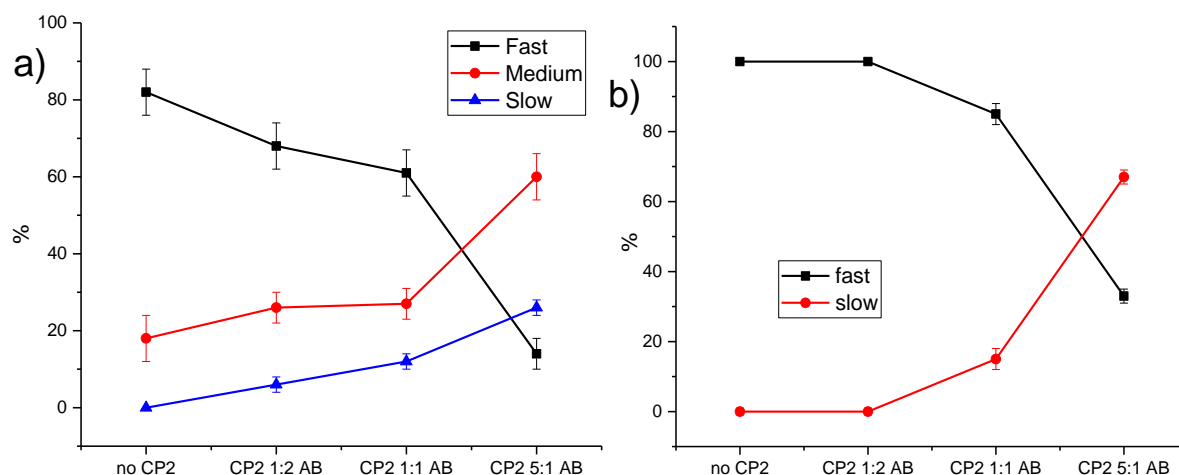 a)
Fast
Medium
Slow
100
80
60
40
20
0
%
no CP2
CP2 1:2 AB
CP2 1:1 AB
CP2 5:1 AB
b)
fast
slow
100
80
60
40
20
0
%
no CP2
CP2 1:2 AB
CP2 1:1 AB
CP2 5:1 AB